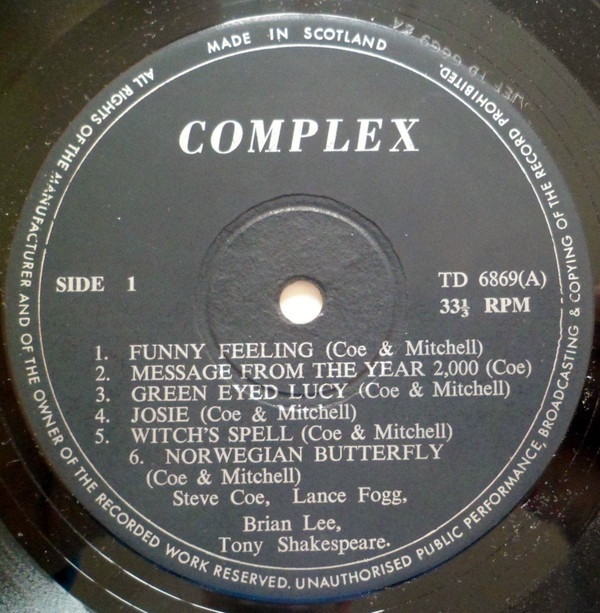 MADE IN SCOTLAND
ALL RIGHTS OF THE MANUFACTURER AND OF THE OWNER OF THE RECORDED WORK RESERVED. UNAUTHORISED PUBLIC PERFORMANCE, BROADCASTING & COPYING OF THE RECORD PROHIBITED.
COMPLEX
SIDE 1
TD 6869(A)
33⅓ RPM
1. FUNNY FEELING (Coe & Mitchell)
2. MESSAGE FROM THE YEAR 2,000 (Coe)
3. GREEN EYED LUCY (Coe & Mitchell)
4. JOSIE (Coe & Mitchell)
5. WITCH'S SPELL (Coe & Mitchell)
6. NORWEGIAN BUTTERFLY
(Coe & Mitchell)
Steve Coe, Lance Fogg,
Brian Lee,
Tony Shakespeare.